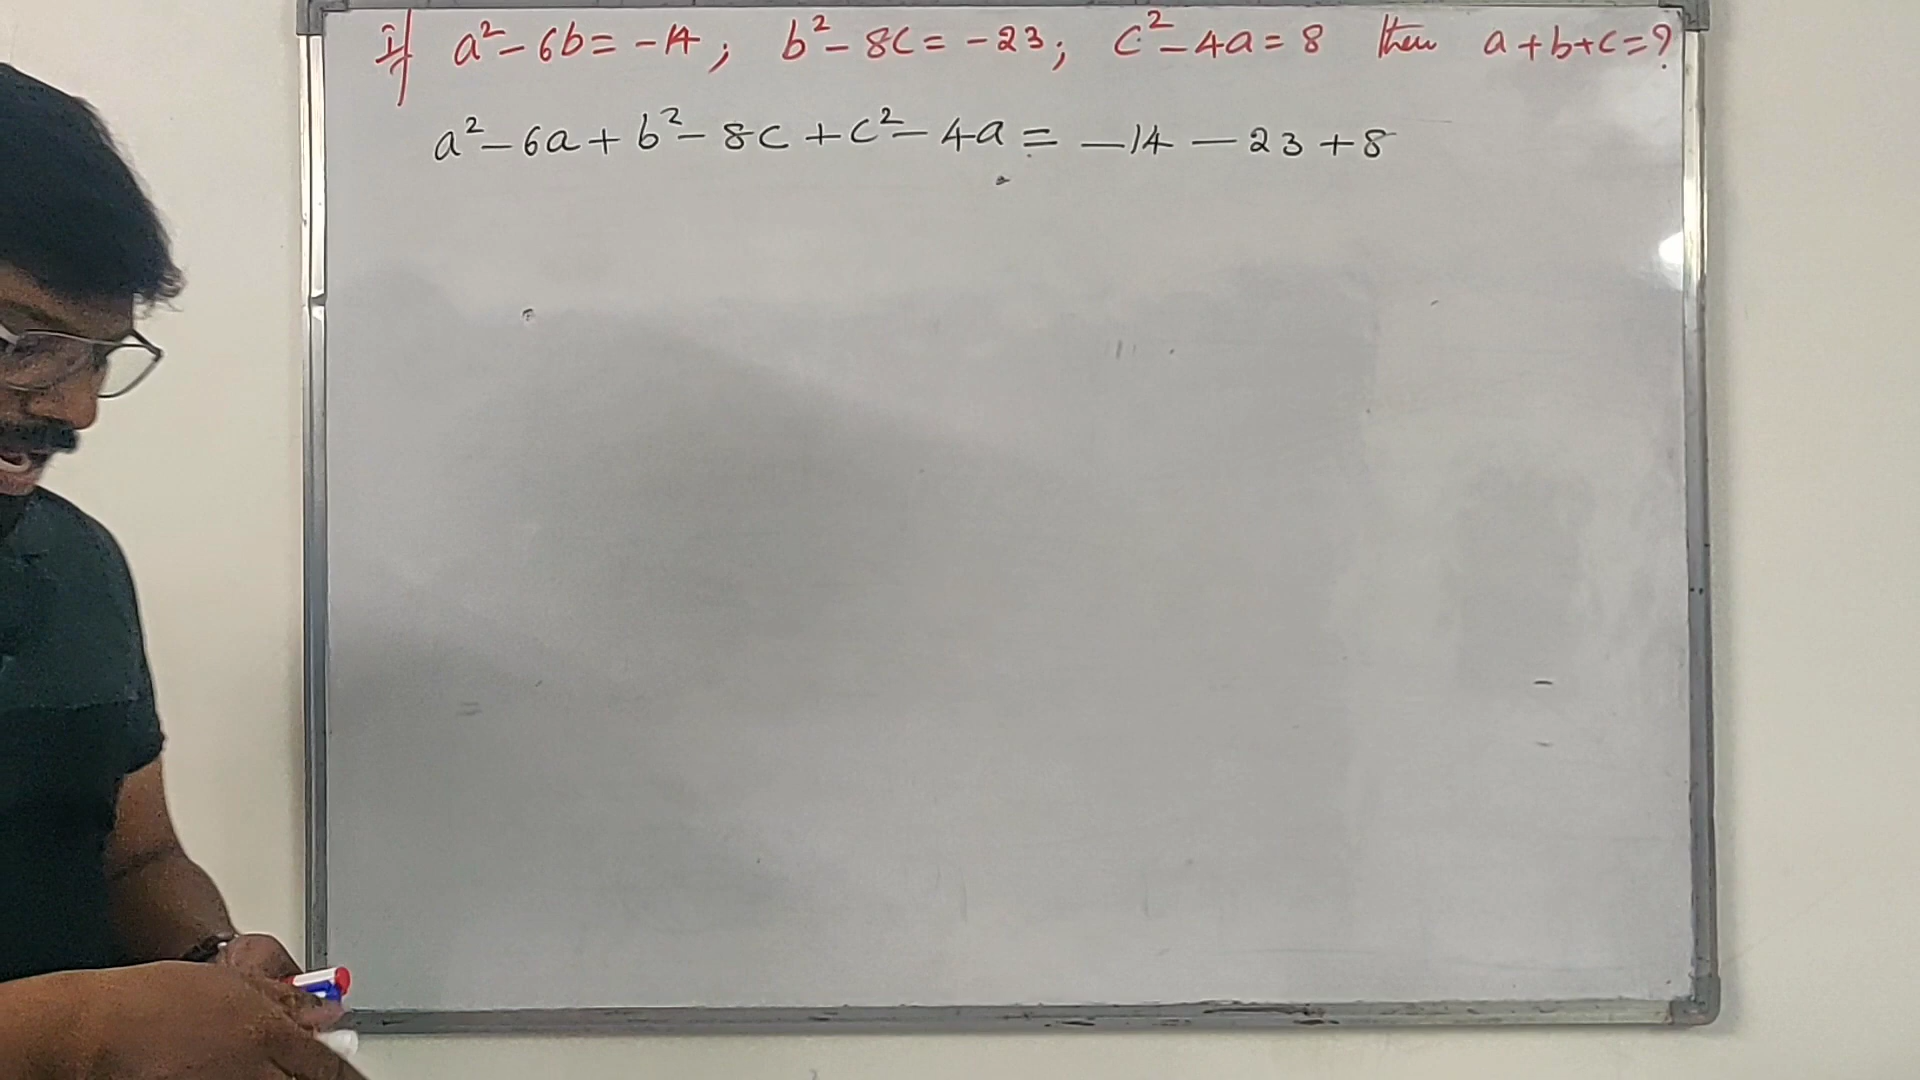 If a² - 6b = -14 ; b² - 8c = -23 ; c² - 4a = 8 then a + b + c = ?
a² - 6a + b² - 8c + c² - 4a = -14 - 23 + 8